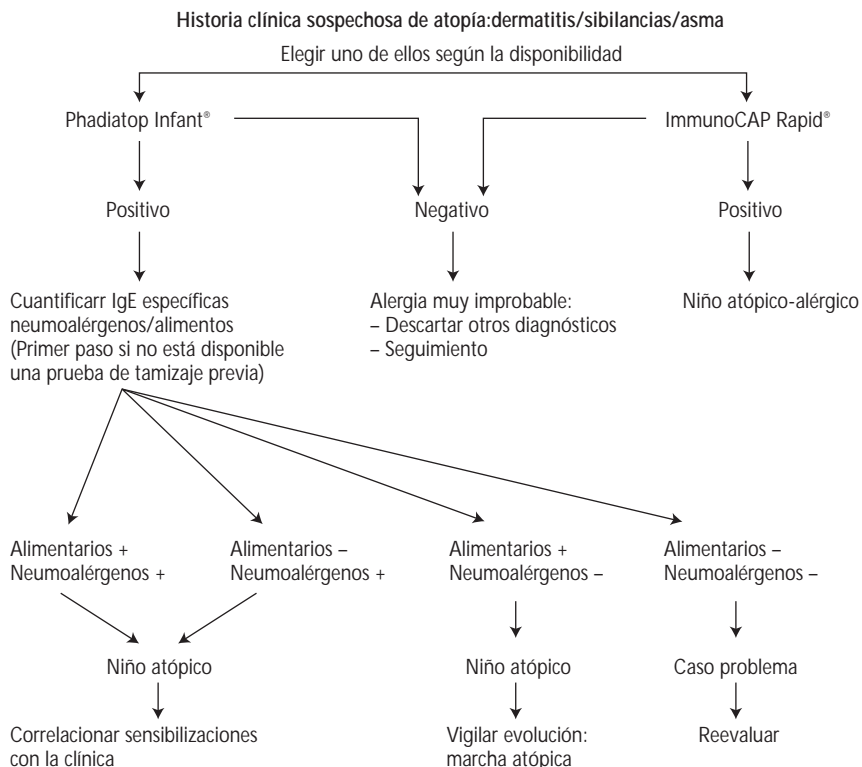 Historia clínica sospechosa de atopía:dermatitis/sibilancias/asma
Elegir uno de ellos según la disponibilidad
Phadiatop Infant®
ImmunoCAP Rapid®
Positivo
Negativo
Positivo
Cuantificarr IgE específicas
neumoalérgenos/alimentos
(Primer paso si no está disponible
una prueba de tamizaje previa)
Alergia muy improbable:
– Descartar otros diagnósticos
– Seguimiento
Niño atópico-alérgico
Alimentarios +
Neumoalérgenos +
Alimentarios –
Neumoalérgenos +
Alimentarios +
Neumoalérgenos –
Alimentarios –
Neumoalérgenos –
Niño atópico
Niño atópico
Caso problema
Correlacionar sensibilizaciones
con la clínica
Vigilar evolución:
marcha atópica
Reevaluar